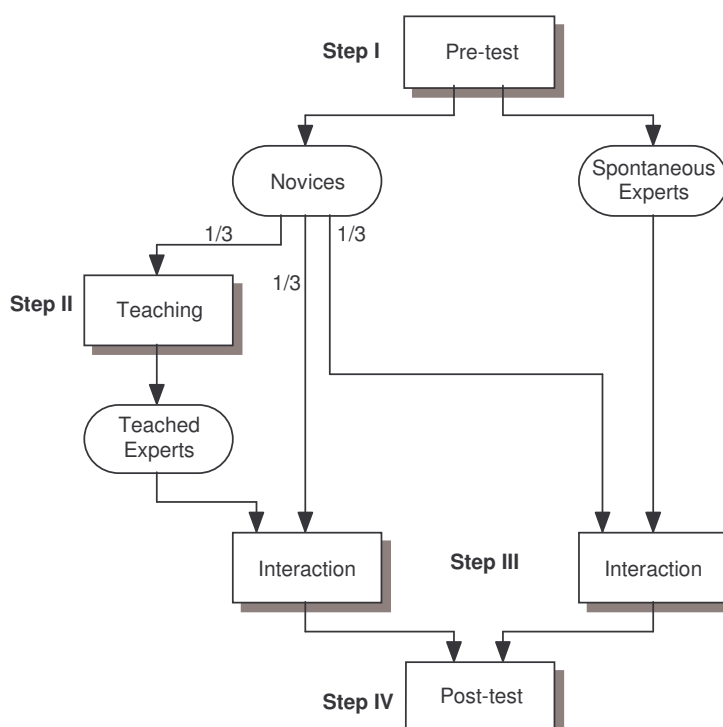 Step I
Pre-test
Novices
Spontaneous
Experts
1/3
1/3
1/3
Step II
Teaching
Teached
Experts
Interaction
Step III
Interaction
Step IV
Post-test